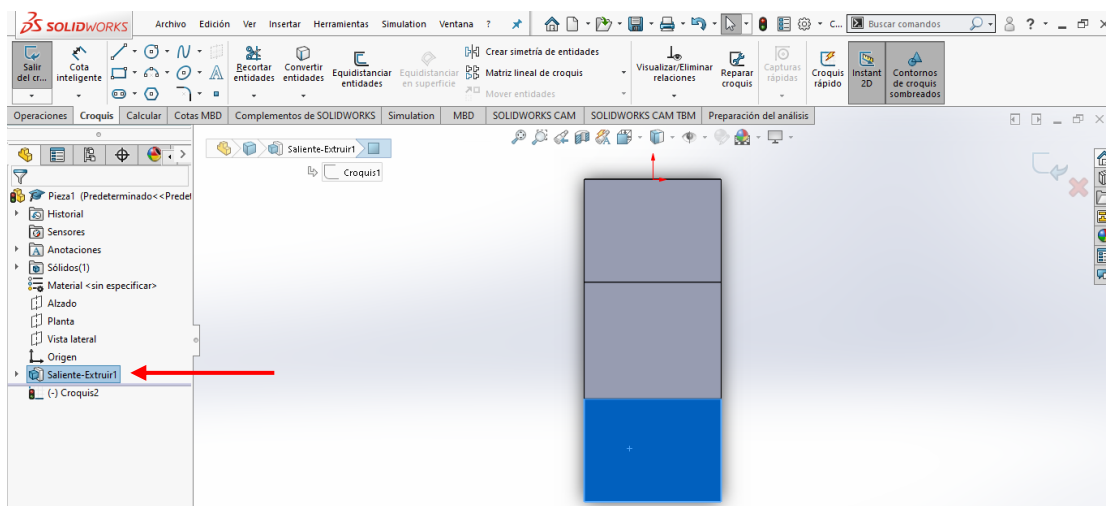 SOLIDWORKS Archivo Edición Ver Insertar Herramientas Simulation Ventana ? C... Buscar comandos ?
Salir del cr...
Cota inteligente
Recortar entidades
Convertir entidades
Equidistanciar entidades
Equidistanciar en superficie
Crear simetría de entidades
Matriz lineal de croquis
Mover entidades
Visualizar/Eliminar relaciones
Reparar croquis
Capturas rápidas
Croquis rápido
Instant 2D
Contornos de croquis sombreados
Operaciones Croquis Calcular Cotas MBD Complementos de SOLIDWORKS Simulation MBD SOLIDWORKS CAM SOLIDWORKS CAM TBM Preparación del análisis
Saliente-Extruir1
Croquis1
Pieza1 (Predeterminado<<Predet
Historial
Sensores
Anotaciones
Sólidos(1)
Material <sin especificar>
Alzado
Planta
Vista lateral
Origen
Saliente-Extruir1
(-) Croquis2